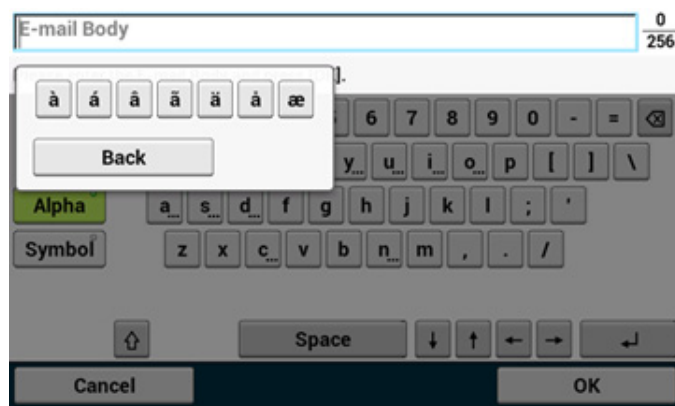 E-mail Body
0
256
].
à á â ã ä å æ
6 7 8 9 0 - =
Back
y... u... i... o... p [ ] \
Alpha a... s... d... f g h j k l ; '
Symbol z x c... v b n... m , . /
Space ↓ ↑ ← →
Cancel OK